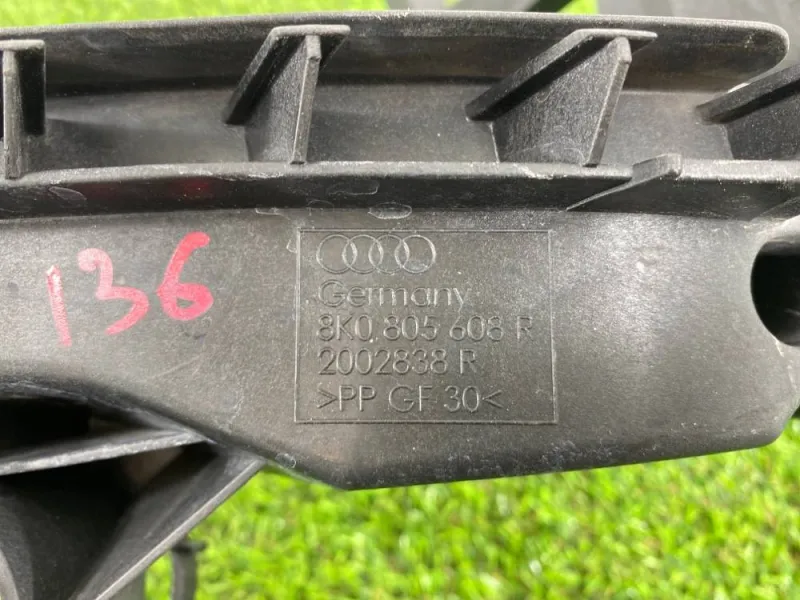 136
Germany
8K0 805 608 R
2002838 R
>PP GF 30<